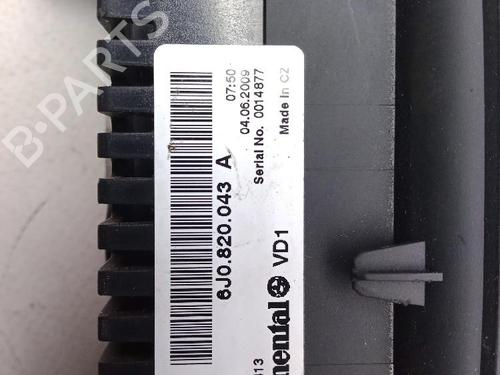 B-PARTS
07:50
04.06.2009
Serial No. 0014877
Made in CZ
6J0.820.043 A
VD1